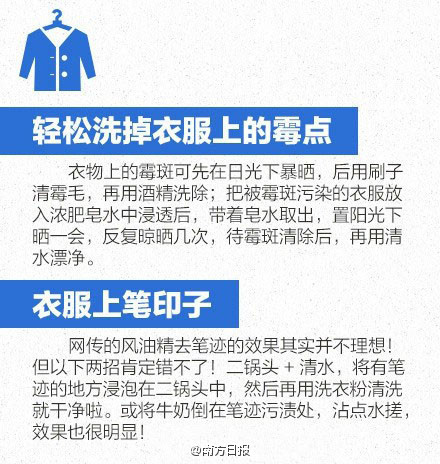 轻松洗掉衣服上的霉点
衣物上的霉斑可先在日光下暴晒，后用刷子
清霉毛，再用酒精洗除；把被霉斑污染的衣服放
入浓肥皂水中浸透后，带着皂水取出，置阳光下
晒一会，反复晾晒几次，待霉斑清除后，再用清
水漂净。
衣服上笔印子
网传的风油精去笔迹的效果其实并不理想！
但以下两招肯定错不了！二锅头+清水，将有笔
迹的地方浸泡在二锅头中，然后再用洗衣粉清洗
就干净啦。或将牛奶倒在笔迹污渍处，沾点水搓，
效果也很明显！
@南方日报